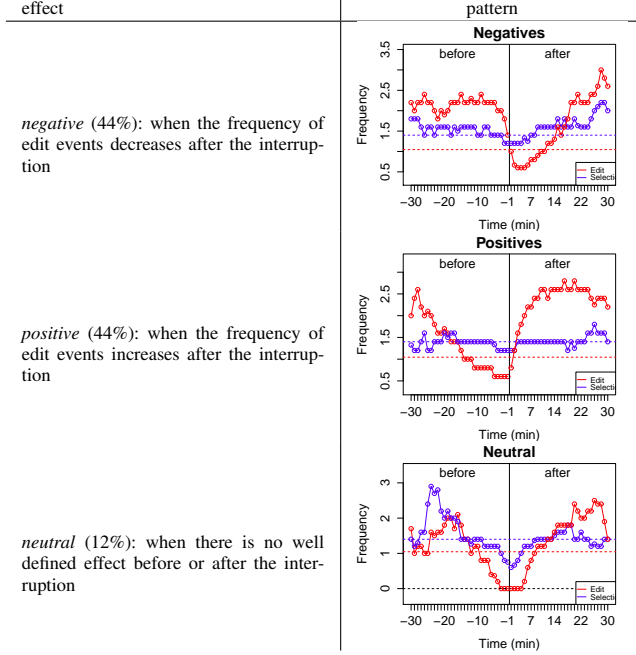 effect
pattern
negative (44%): when the frequency of
edit events decreases after the interrup-
tion
Negatives
before
after
Frequency
3.5
2.5
1.5
0.5
Edit
Selectio
−30 −20 −10 −1 7 14 22 30
Time (min)
positive (44%): when the frequency of
edit events increases after the interrup-
tion
Positives
before
after
Frequency
2.5
1.5
0.5
Edit
Selectio
−30 −20 −10 −1 7 14 22 30
Time (min)
neutral (12%): when there is no well
defined effect before or after the inter-
ruption
Neutral
before
after
Frequency
3
2
1
0
Edit
Selectio
−30 −20 −10 −1 7 14 22 30
Time (min)